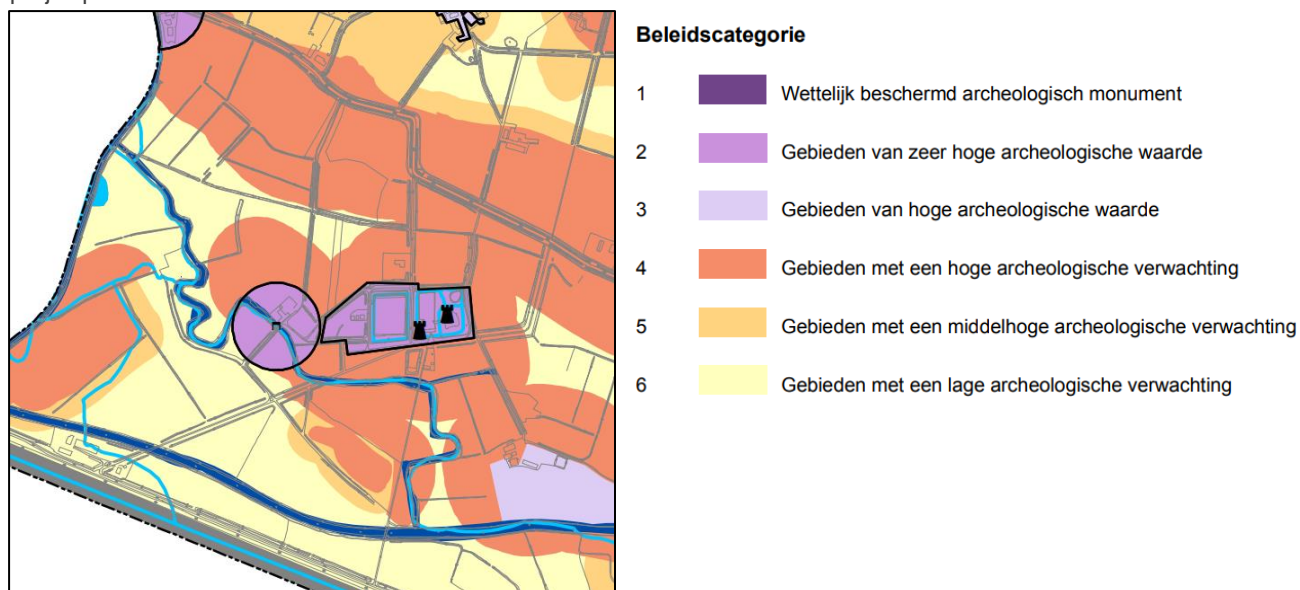 Beleidscategorie
1 Wettelijk beschermd archeologisch monument
2 Gebieden van zeer hoge archeologische waarde
3 Gebieden van hoge archeologische waarde
4 Gebieden met een hoge archeologische verwachting
5 Gebieden met een middelhoge archeologische verwachting
6 Gebieden met een lage archeologische verwachting